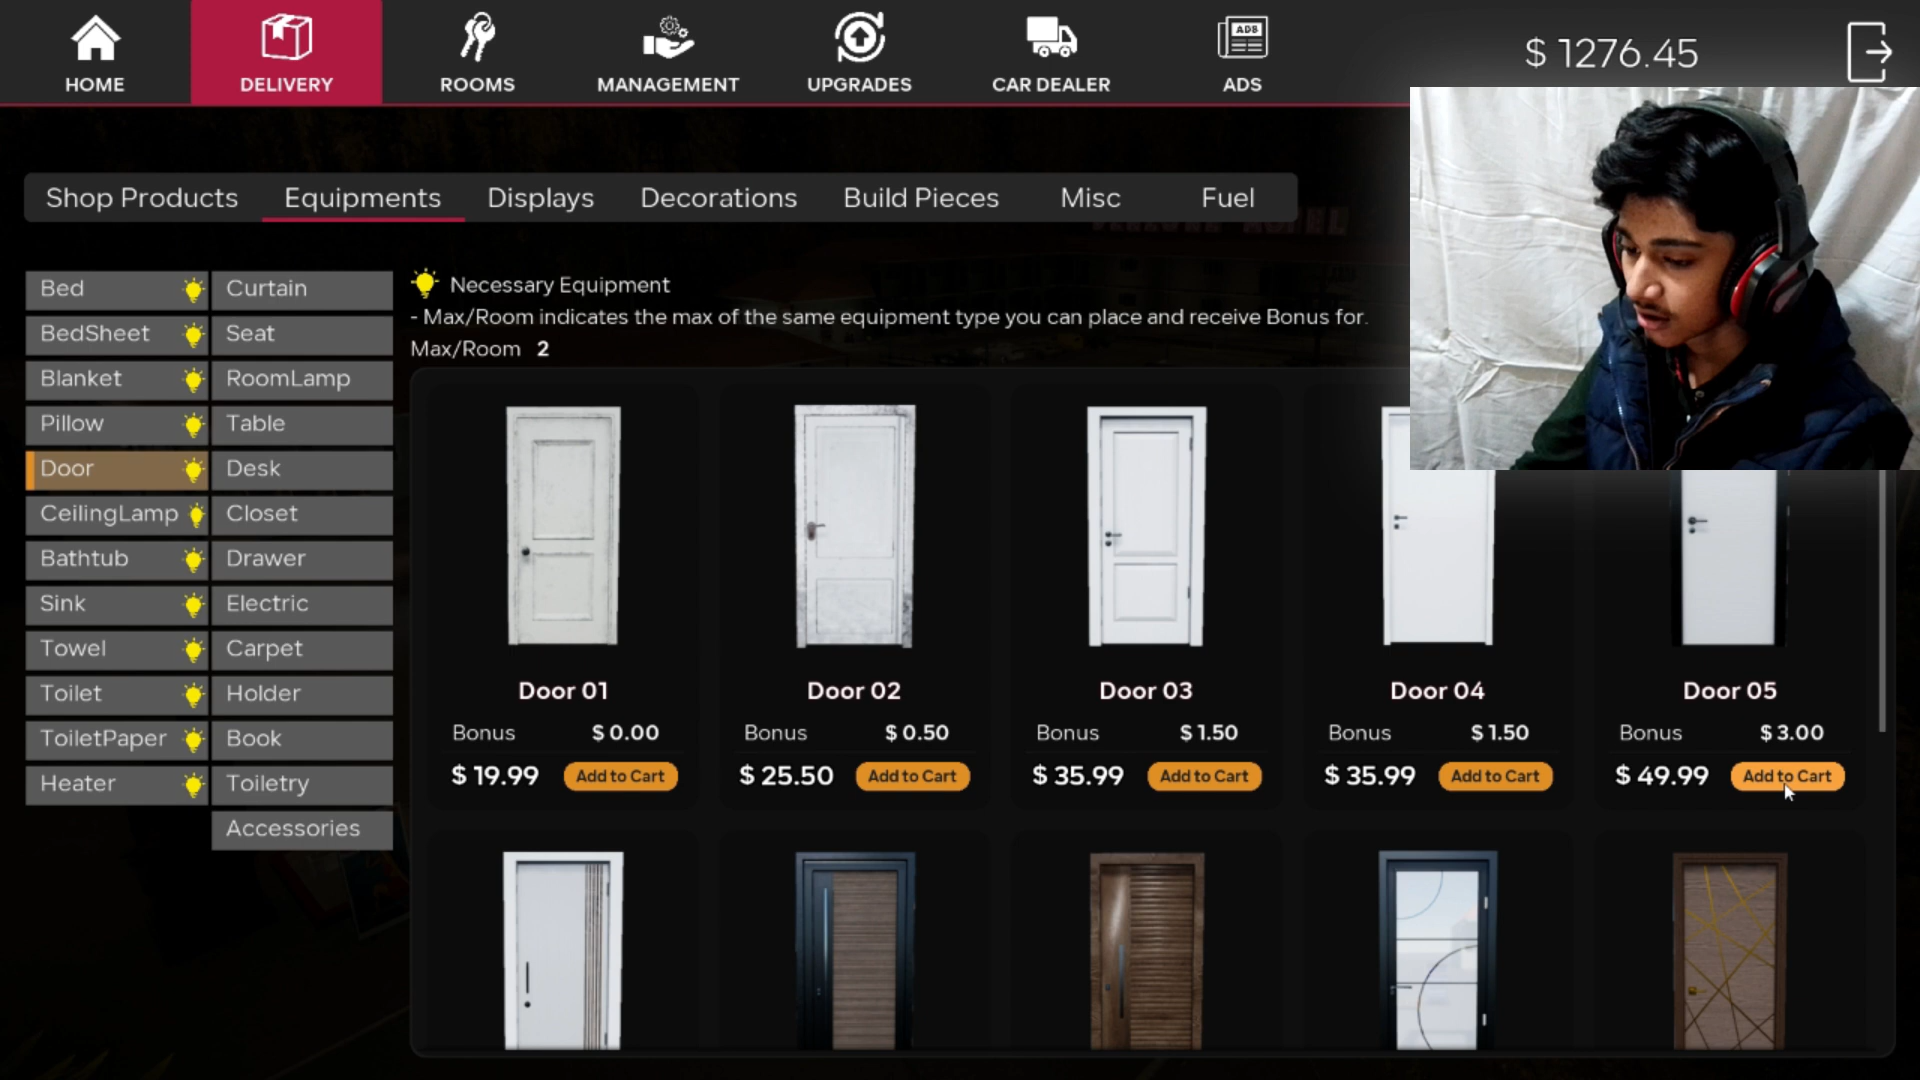 HOME
DELIVERY
ROOMS
MANAGEMENT
UPGRADES
CAR DEALER
ADS
ADS
$ 1276.45
Shop Products
Equipments
Displays
Decorations
Build Pieces
Misc
Fuel
Bed
Curtain
BedSheet
Seat
Blanket
RoomLamp
Pillow
Table
Door
Desk
CeilingLamp
Closet
Bathtub
Drawer
Sink
Electric
Towel
Carpet
Toilet
Holder
ToiletPaper
Book
Heater
Toiletry
Accessories
Necessary Equipment
- Max/Room indicates the max of the same equipment type you can place and receive Bonus for.
Max/Room 2
Door 01
Bonus $ 0.00
$ 19.99 Add to Cart
Door 02
Bonus $ 0.50
$ 25.50 Add to Cart
Door 03
Bonus $ 1.50
$ 35.99 Add to Cart
Door 04
Bonus $ 1.50
$ 35.99 Add to Cart
Door 05
Bonus $ 3.00
$ 49.99 Add to Cart